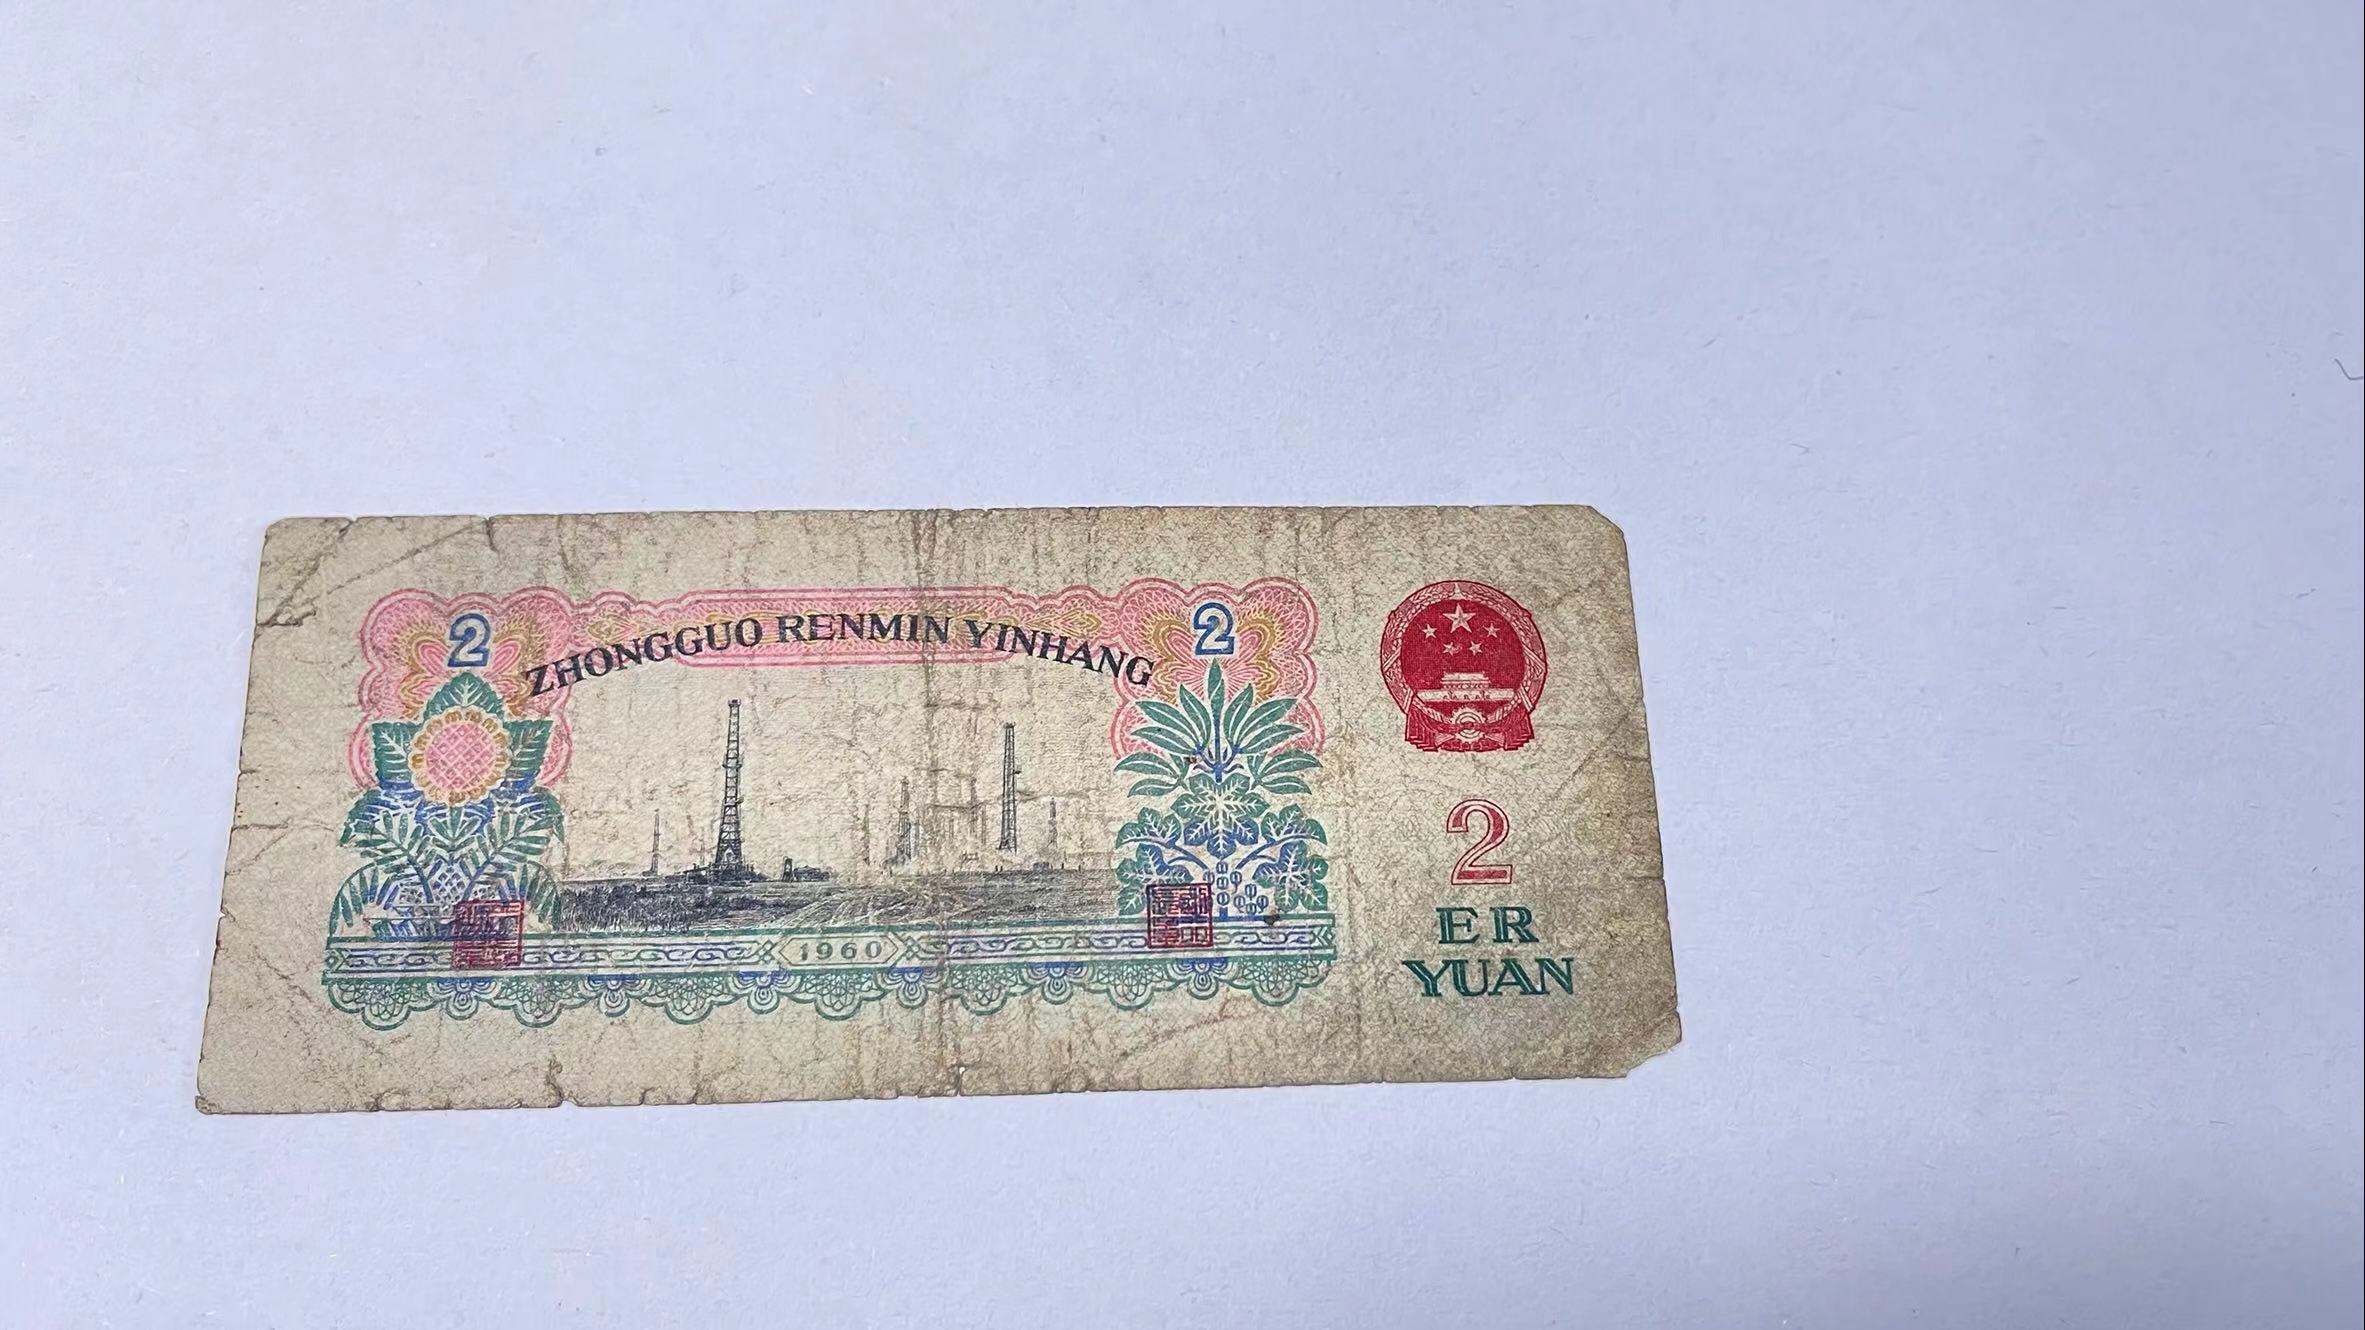 2
ZHONGGUO RENMIN YINHANG
2
1960
2
ER
YUAN